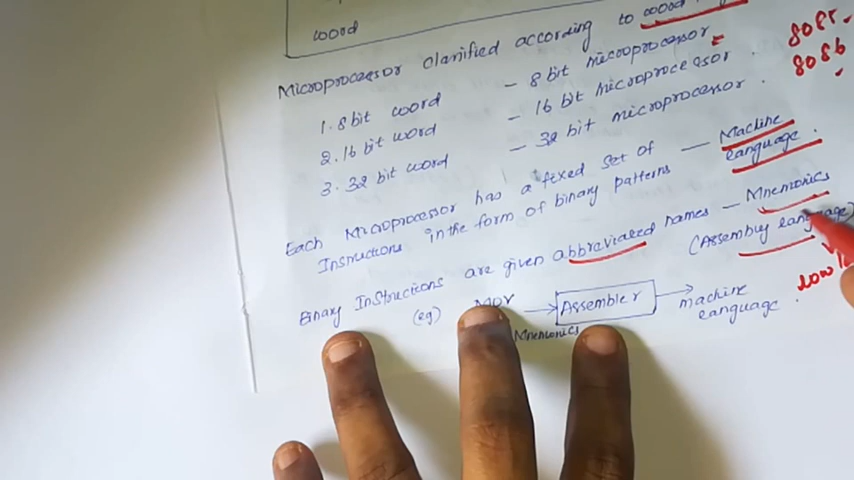 word
Microprocessor classified according to word
1. 8 bit word - 8 bit microprocessor
2. 16 bit word - 16 bit microprocessor.
3. 32 bit word - 32 bit microprocessor.
8085
8086
Each Microprocessor has a fixed set of
Instructions in the form of binary patterns — Machine
language.
Binary Instructions are given abbreviated names — Mnemonics
(Assembly language)
low
(eg) MOV → Assembler → machine
language.
Mnemonics